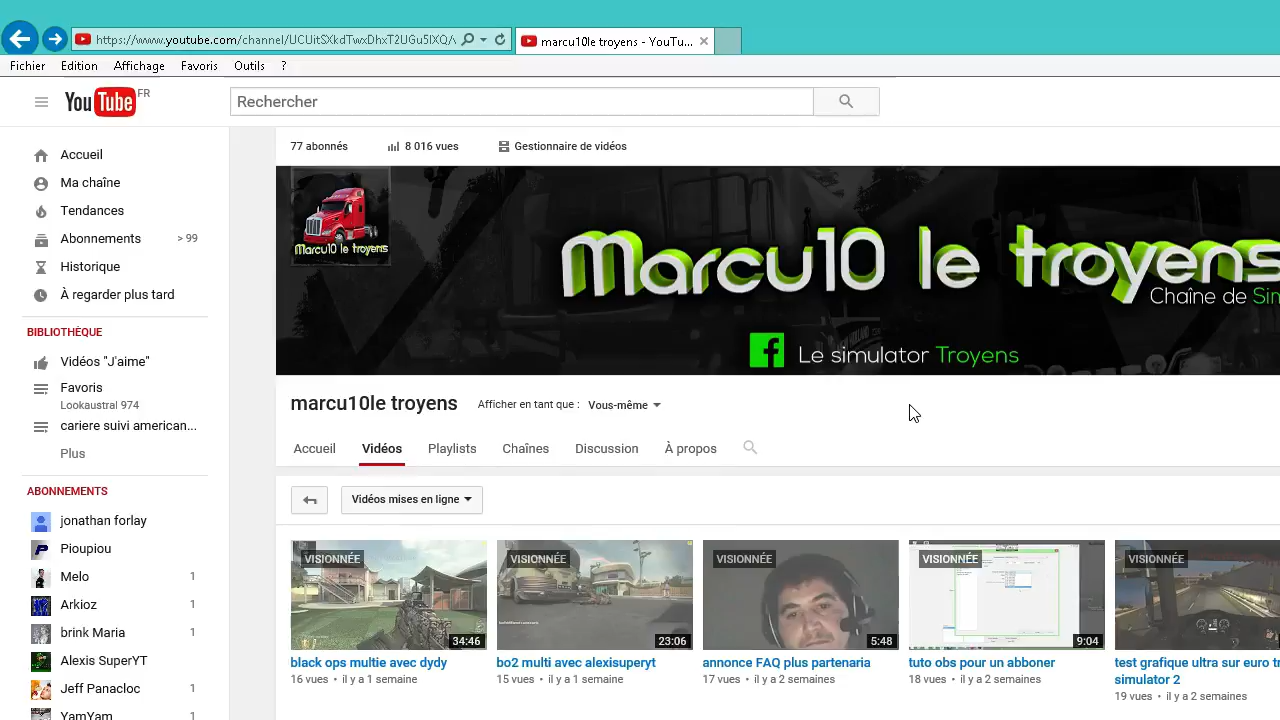 https://www.youtube.com/channel/UCUitSXkdTwxDhxT2UGu5lXQ/v
marcu10le troyens - YouTu...
Fichier Edition Affichage Favoris Outils ?
YouTube FR
Rechercher
77 abonnés 8 016 vues Gestionnaire de vidéos
Accueil
Ma chaîne
Tendances
Abonnements > 99
Historique
À regarder plus tard
BIBLIOTHÈQUE
Vidéos "J'aime"
Favoris
Lookaustral 974
cariere suivi american...
Plus
ABONNEMENTS
jonathan forlay
Pioupiou
Melo 1
Arkioz 1
brink Maria 1
Alexis SuperYT
Jeff Panacloc 1
YamYam 1
Marcu10 le troyens
Marcu10 le troyens
Chaîne de Sim
Le simulator Troyens
marcu10le troyens Afficher en tant que : Vous-même
Accueil Vidéos Playlists Chaînes Discussion À propos
Vidéos mises en ligne
VISIONNÉE
34:46
black ops multie avec dydy
16 vues • il y a 1 semaine
VISIONNÉE
23:06
bo2 multi avec alexisuperyt
15 vues • il y a 1 semaine
VISIONNÉE
5:48
annonce FAQ plus partenaria
17 vues • il y a 2 semaines
VISIONNÉE
9:04
tuto obs pour un abboner
18 vues • il y a 2 semaines
VISIONNÉE
test grafique ultra sur euro tr
simulator 2
19 vues • il y a 2 semaines